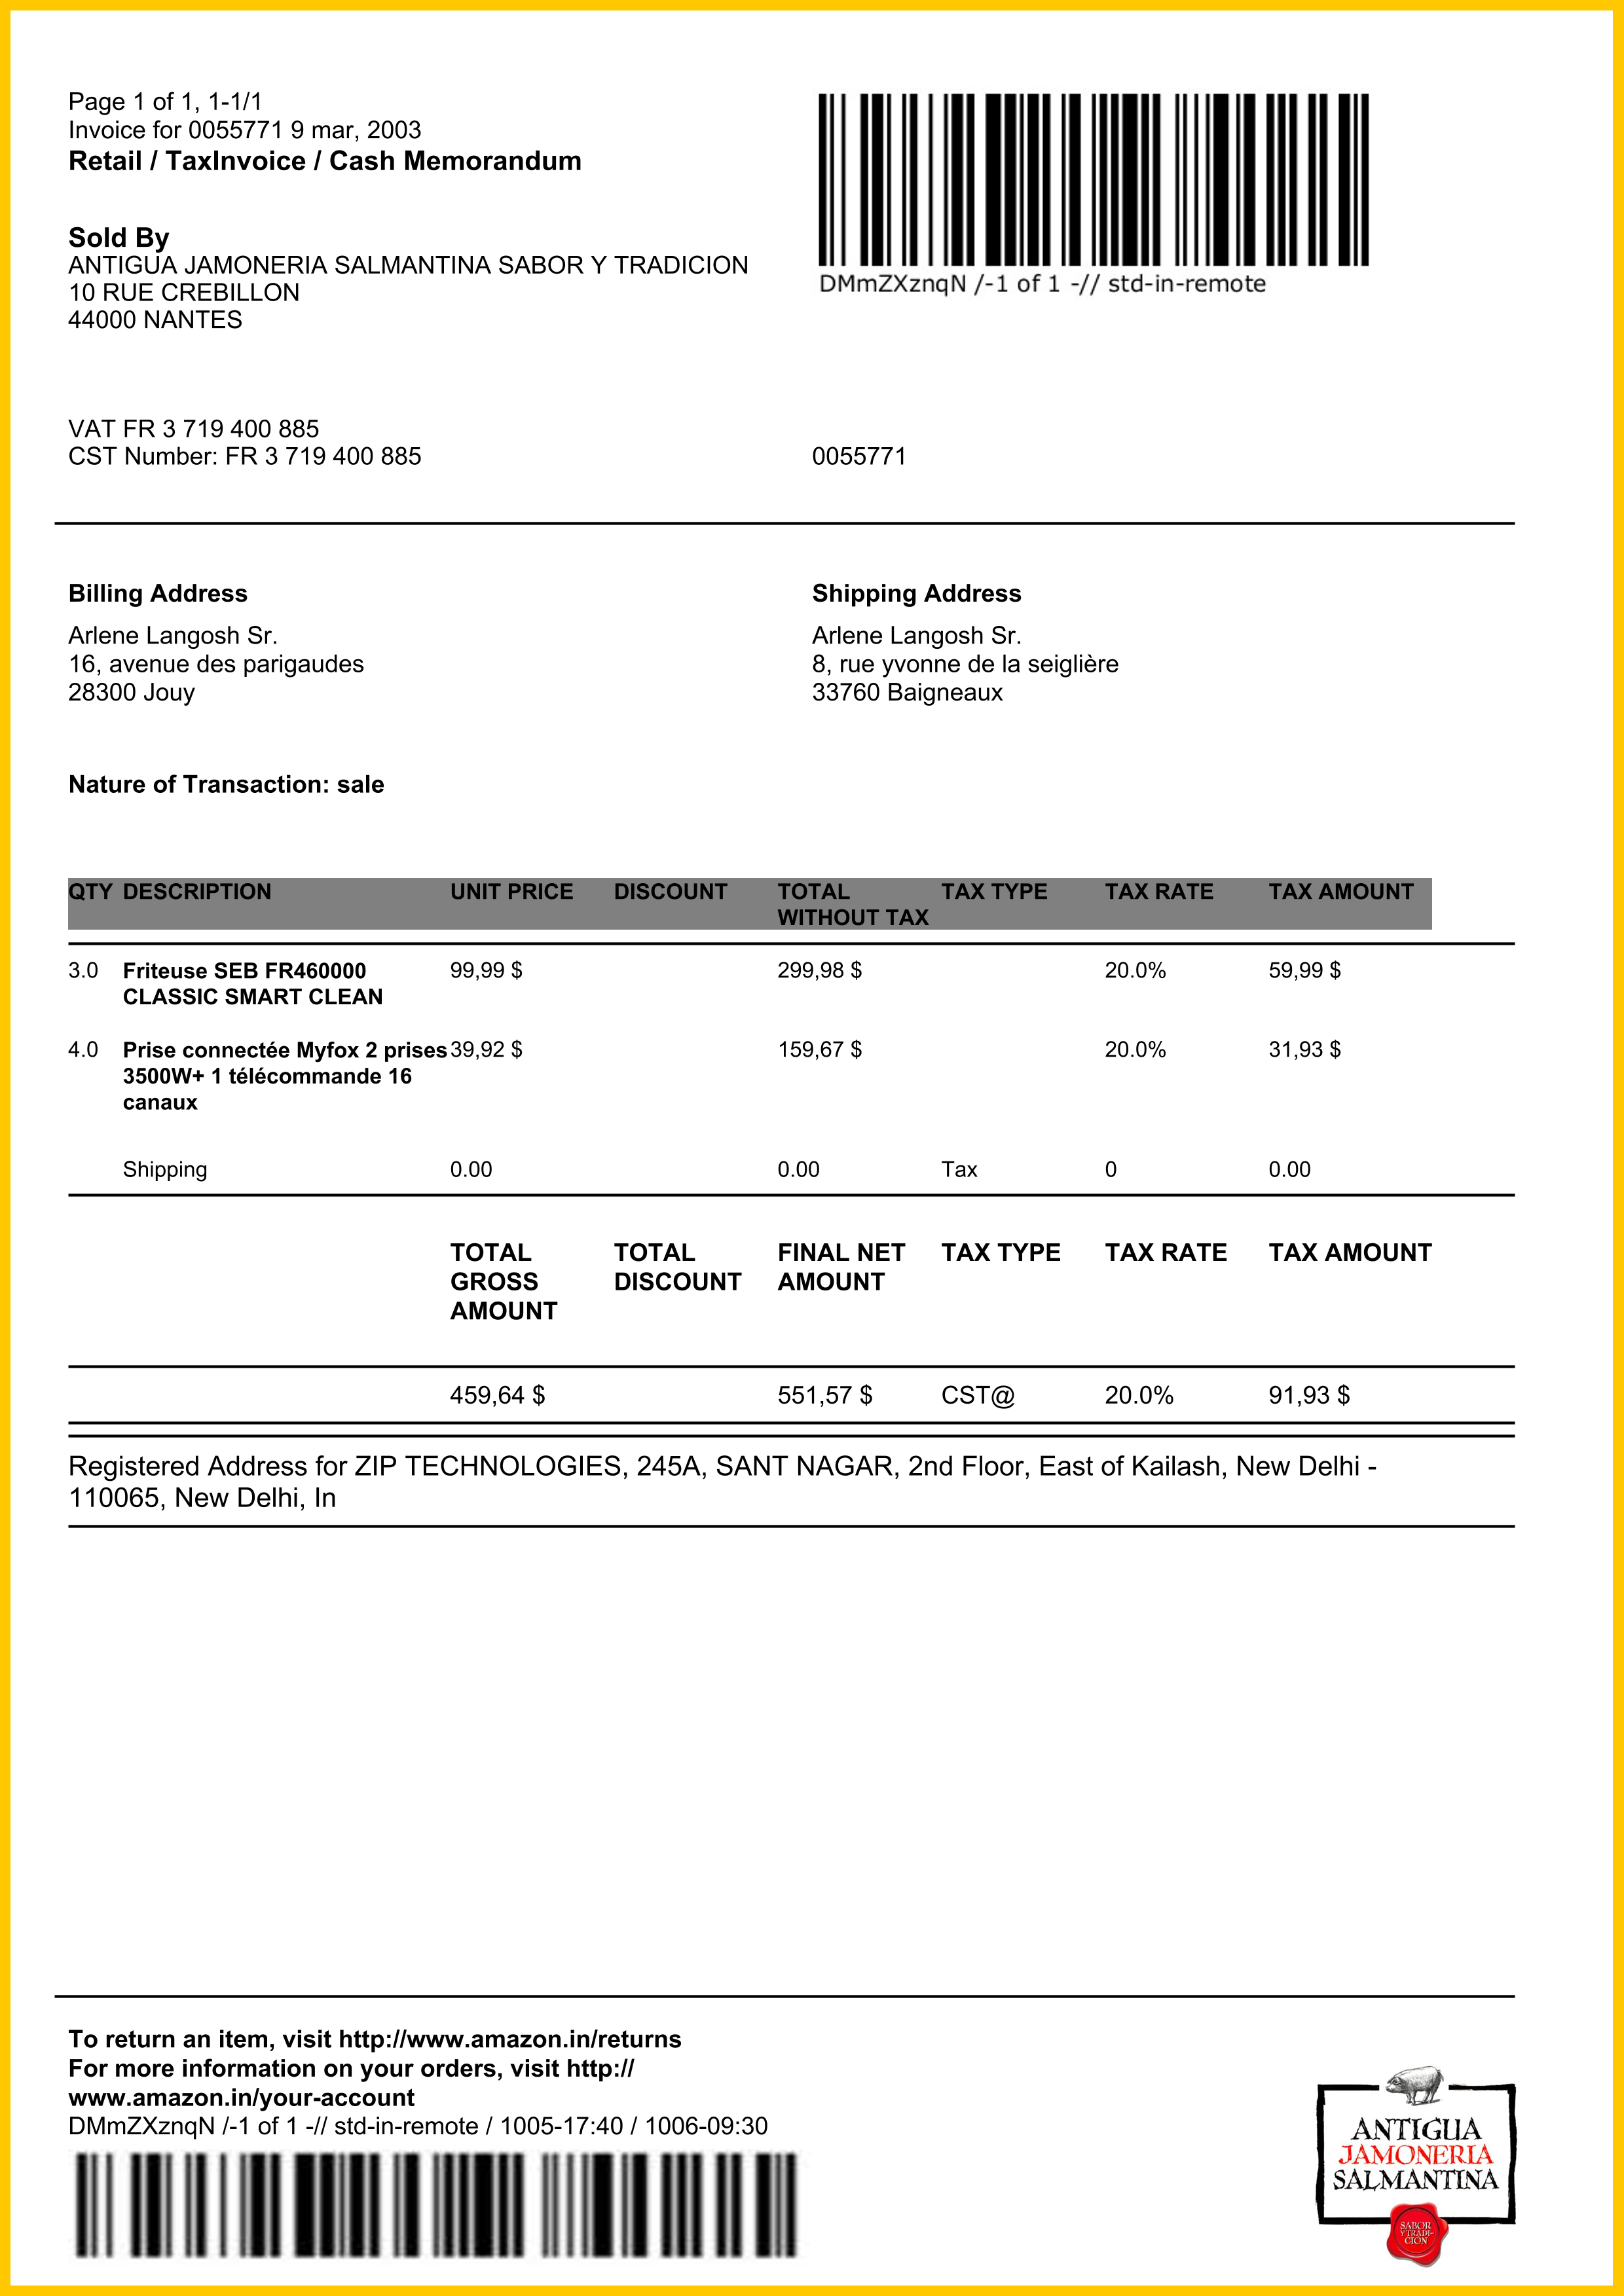 Page 1 of 1, 1-1/1
Invoice for 0055771 9 mar, 2003
Retail / TaxInvoice / Cash Memorandum
DMmZXznqN /-1 of 1 -// std-in-remote
Sold By
ANTIGUA JAMONERIA SALMANTINA SABOR Y TRADICION
10 RUE CREBILLON
44000 NANTES
VAT FR 3 719 400 885
CST Number: FR 3 719 400 885
0055771
Billing Address
Arlene Langosh Sr.
16, avenue des parigaudes
28300 Jouy
Shipping Address
Arlene Langosh Sr.
8, rue yvonne de la seiglière
33760 Baigneaux
Nature of Transaction: sale
QTY DESCRIPTION UNIT PRICE DISCOUNT TOTAL TAX TYPE TAX RATE TAX AMOUNT
WITHOUT TAX
3.0 Friteuse SEB FR460000 99,99 $ 299,98 $ 20.0% 59,99 $
CLASSIC SMART CLEAN
4.0 Prise connectée Myfox 2 prises 39,92 $ 159,67 $ 20.0% 31,93 $
3500W+ 1 télécommande 16
canaux
Shipping 0.00 0.00 Tax 0 0.00
TOTAL TOTAL FINAL NET TAX TYPE TAX RATE TAX AMOUNT
GROSS DISCOUNT AMOUNT
AMOUNT
459,64 $ 551,57 $ CST@ 20.0% 91,93 $
Registered Address for ZIP TECHNOLOGIES, 245A, SANT NAGAR, 2nd Floor, East of Kailash, New Delhi -
110065, New Delhi, In
To return an item, visit http://www.amazon.in/returns
For more information on your orders, visit http://
www.amazon.in/your-account
DMmZXznqN /-1 of 1 -// std-in-remote / 1005-17:40 / 1006-09:30
ANTIGUA
JAMONERIA
SALMANTINA
SABOR
Y TRADI-
CION